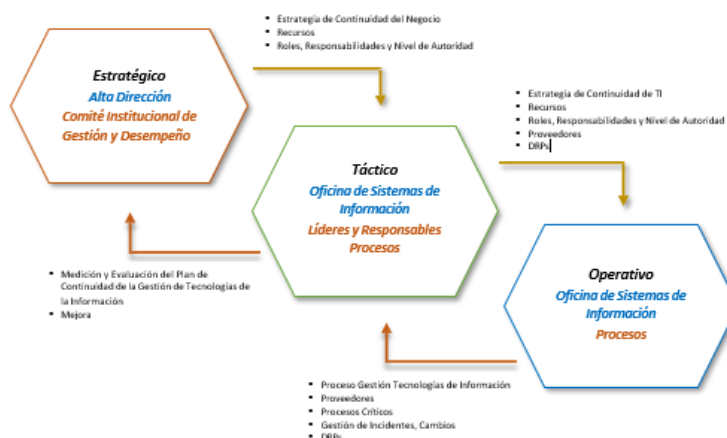 ▪ Estrategia de Continuidad del Negocio
▪ Recursos
▪ Roles, Responsabilidades y Nivel de Autoridad
Estratégico
Alta Dirección
Comité Institucional de
Gestión y Desempeño
▪ Estrategia de Continuidad de TI
▪ Recursos
▪ Roles, Responsabilidades y Nivel de Autoridad
▪ Proveedores
▪ DRPs
Táctico
Oficina de Sistemas de
Información
Líderes y Responsables
Procesos
▪ Medición y Evaluación del Plan de
Continuidad de la Gestión de Tecnologías de
la Información
▪ Mejora
Operativo
Oficina de Sistemas de
Información
Procesos
▪ Proceso Gestión Tecnologías de Información
▪ Proveedores
▪ Procesos Críticos
▪ Gestión de Incidentes, Cambios
▪ DRPs